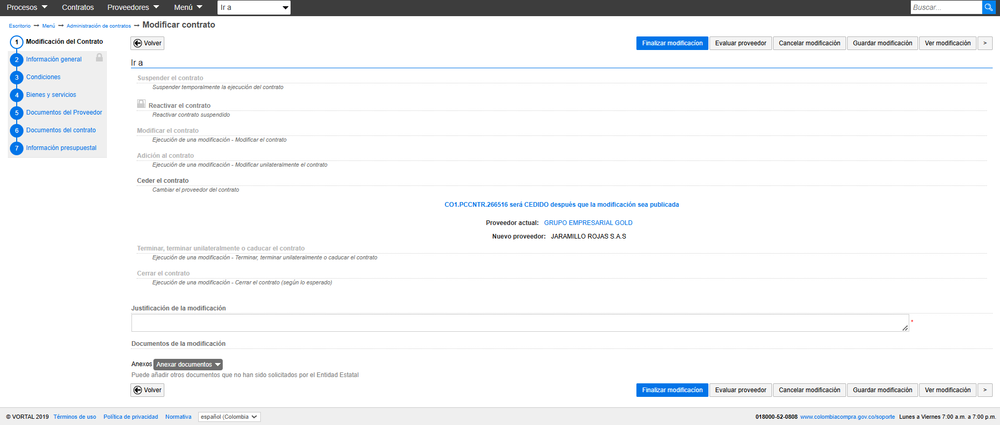 Procesos Contratos Proveedores Menú Ir a Buscar...
Escritorio Menú Administración de contratos Modificar contrato
1 Modificación del Contrato
2 Información general
3 Condiciones
4 Bienes y servicios
5 Documentos del Proveedor
6 Documentos del contrato
7 Información presupuestal
Volver Finalizar modificacíon Evaluar proveedor Cancelar modificación Guardar modificación Ver modificación >
Ir a
Suspender el contrato
Suspender temporalmente la ejecución del contrato
Reactivar el contrato
Reactivar contrato suspendido
Modificar el contrato
Ejecución de una modificación - Modificar el contrato
Adición al contrato
Ejecución de una modificación - Modificar unilateralmente el contrato
Ceder el contrato
Cambiar el proveedor del contrato
CO1.PCCNTR.266516 será CEDIDO después que la modificación sea publicada
Proveedor actual: GRUPO EMPRESARIAL GOLD
Nuevo proveedor: JARAMILLO ROJAS S.A.S
Terminar, terminar unilateralmente o caducar el contrato
Ejecución de una modificación - Terminar, terminar unilateralmente o caducar el contrato
Cerrar el contrato
Ejecución de una modificación - Cerrar el contrato (según lo esperado)
Justificación de la modificación
*
Documentos de la modificación
Anexos Anexar documentos
Puede añadir otros documentos que no han sido solicitados por el Entidad Estatal
Volver Finalizar modificacíon Evaluar proveedor Cancelar modificación Guardar modificación Ver modificación >
© VORTAL 2019 Términos de uso Política de privacidad Normativa español (Colombia 018000-52-0808 www.colombiacompra.gov.co/soporte Lunes a Viernes 7:00 a.m. a 7:00 p.m.